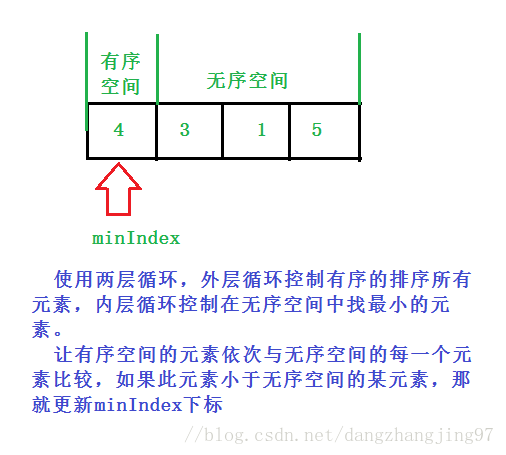 有序
空间
无序空间
4 3 1 5
minIndex
使用两层循环，外层循环控制有序的排序所有
元素，内层循环控制在无序空间中找最小的元
素。
让有序空间的元素依次与无序空间的每一个元
素比较，如果此元素小于无序空间的某元素，那
就更新minIndex下标
//blog.csdn.net/dangzhangjing97